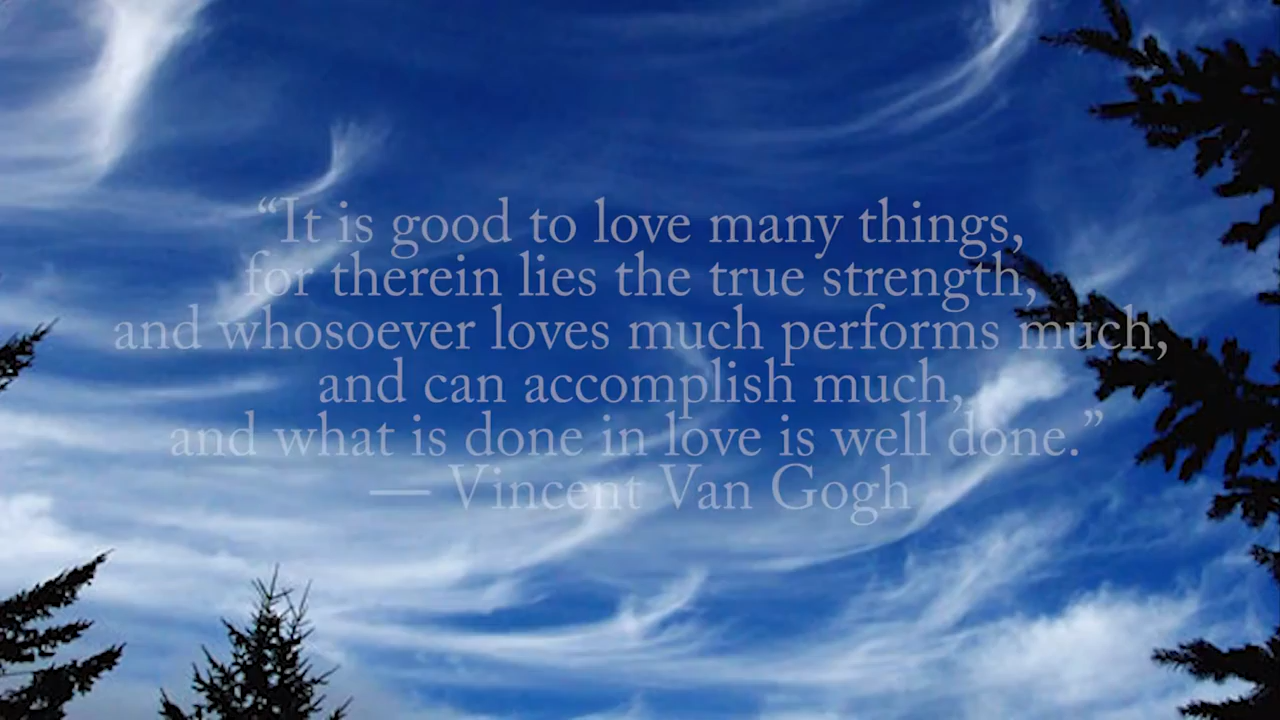 “It is good to love many things,
for therein lies the true strength,
and whosoever loves much performs much,
and can accomplish much,
and what is done in love is well done.”
— Vincent Van Gogh